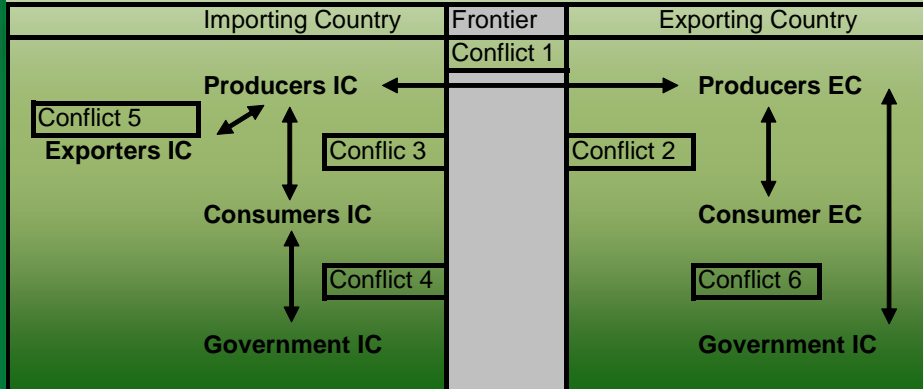 Importing Country Frontier Exporting Country
Conflict 1
Producers IC Producers EC
Conflict 5
Exporters IC Conflic 3 Conflict 2
Consumers IC Consumer EC
Conflict 4 Conflict 6
Government IC Government IC